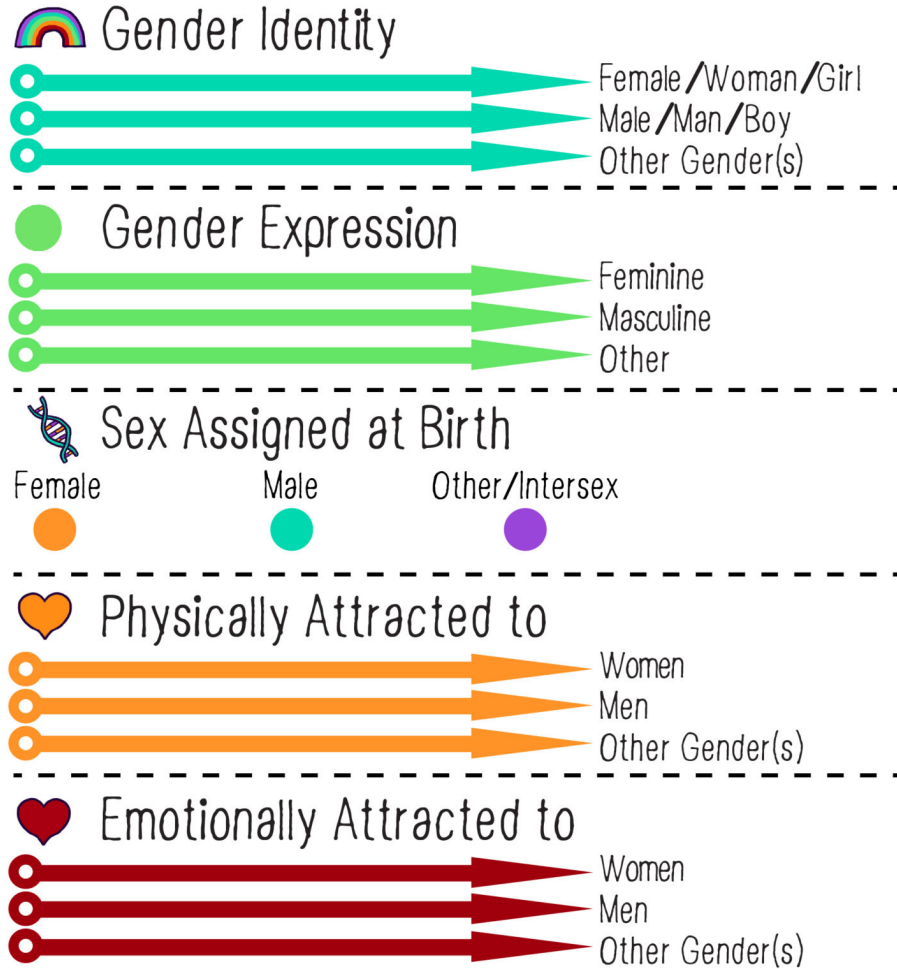 Gender Identity
Female/Woman/Girl
Male/Man/Boy
Other Gender(s)
Gender Expression
Feminine
Masculine
Other
Sex Assigned at Birth
Female Male Other/Intersex
Physically Attracted to
Women
Men
Other Gender(s)
Emotionally Attracted to
Women
Men
Other Gender(s)